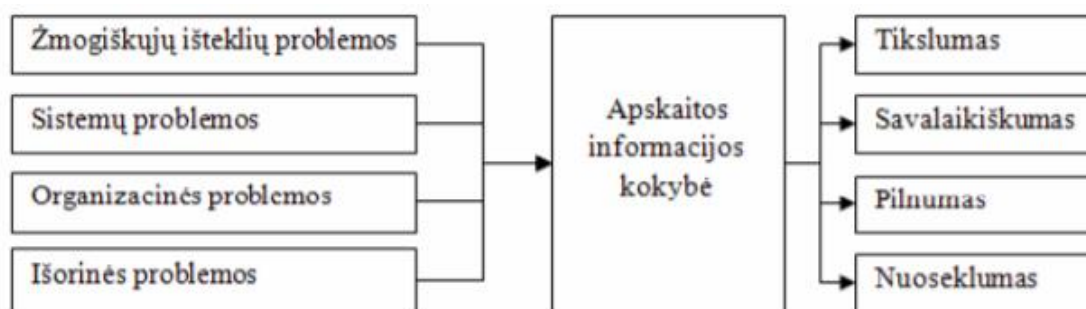 Žmogiškųjų išteklių problemos
Sistemų problemos
Organizacinės problemos
Išorinės problemos
Apskaitos
informacijos
kokybė
Tikslumas
Savalaikiškumas
Pilnumas
Nuoseklumas